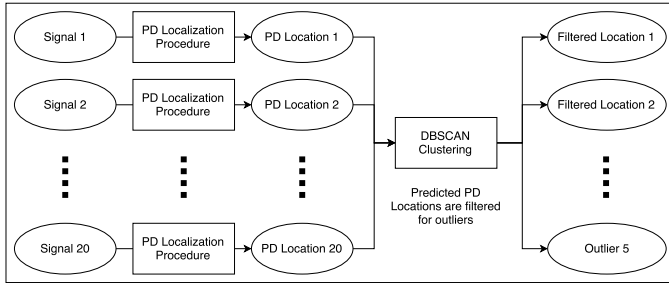 Signal 1
PD Localization
Procedure
PD Location 1
Filtered Location 1
Signal 2
PD Localization
Procedure
PD Location 2
Filtered Location 2
DBSCAN
Clustering
Predicted PD
Locations are filtered
for outliers
Signal 20
PD Localization
Procedure
PD Location 20
Outlier 5